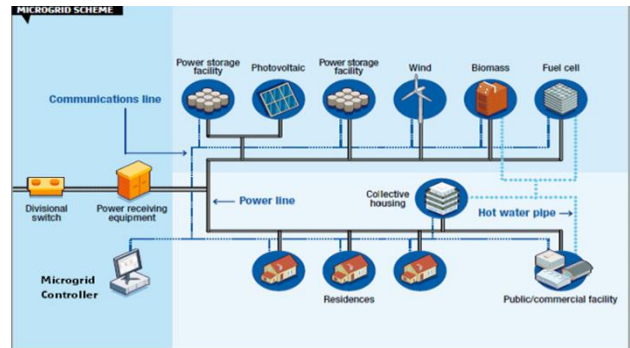 MICROGRID SCHEME
Power storage
facility
Photovoltaic
Power storage
facility
Wind
Biomass
Fuel cell
Communications line
Divisional
switch
Power receiving
equipment
Power line
Collective
housing
Hot water pipe
Microgrid
Controller
Residences
Public/commercial facility